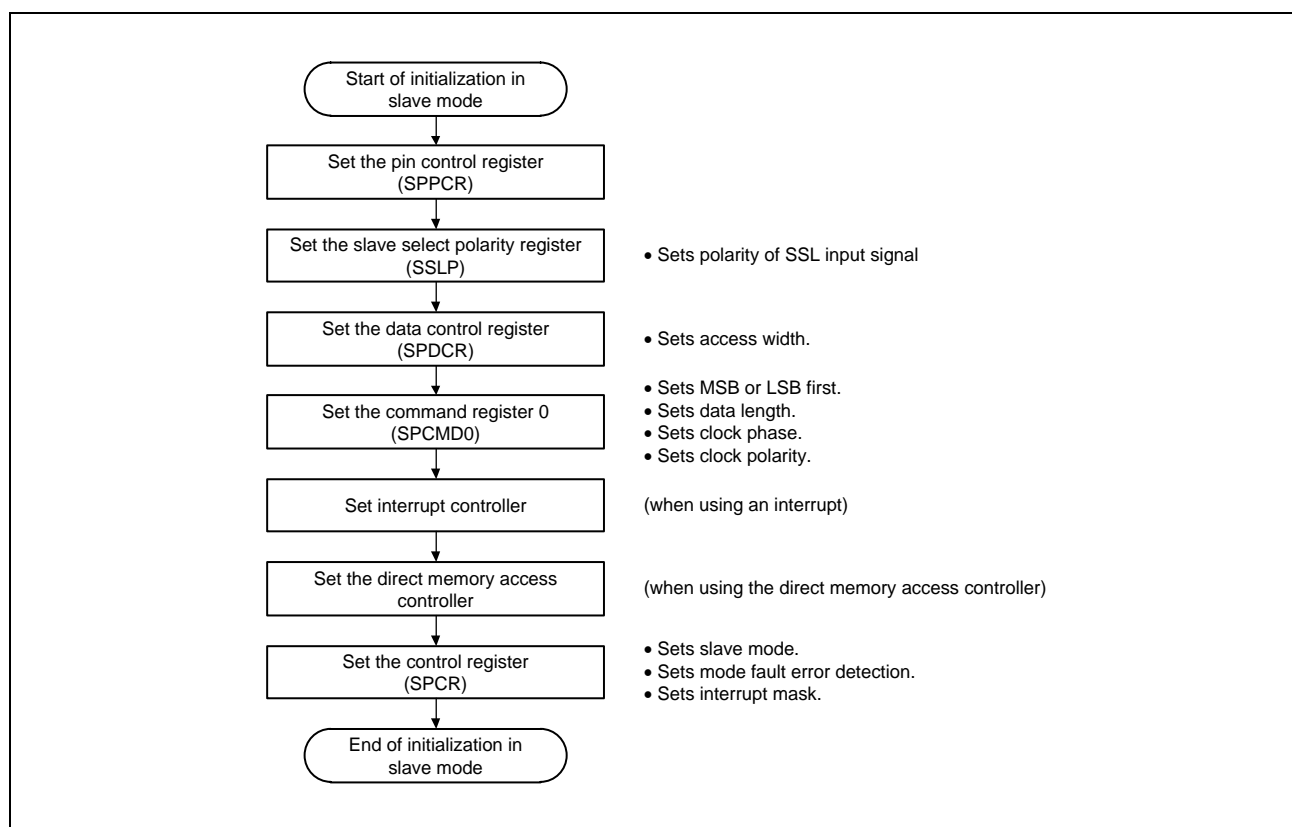 Start of initialization in
slave mode
Set the pin control register
(SPPCR)
Set the slave select polarity register
(SSLP)
• Sets polarity of SSL input signal
Set the data control register
(SPDCR)
• Sets access width.
Set the command register 0
(SPCMD0)
• Sets MSB or LSB first.
• Sets data length.
• Sets clock phase.
• Sets clock polarity.
Set interrupt controller
(when using an interrupt)
Set the direct memory access
controller
(when using the direct memory access controller)
Set the control register
(SPCR)
• Sets slave mode.
• Sets mode fault error detection.
• Sets interrupt mask.
End of initialization in
slave mode